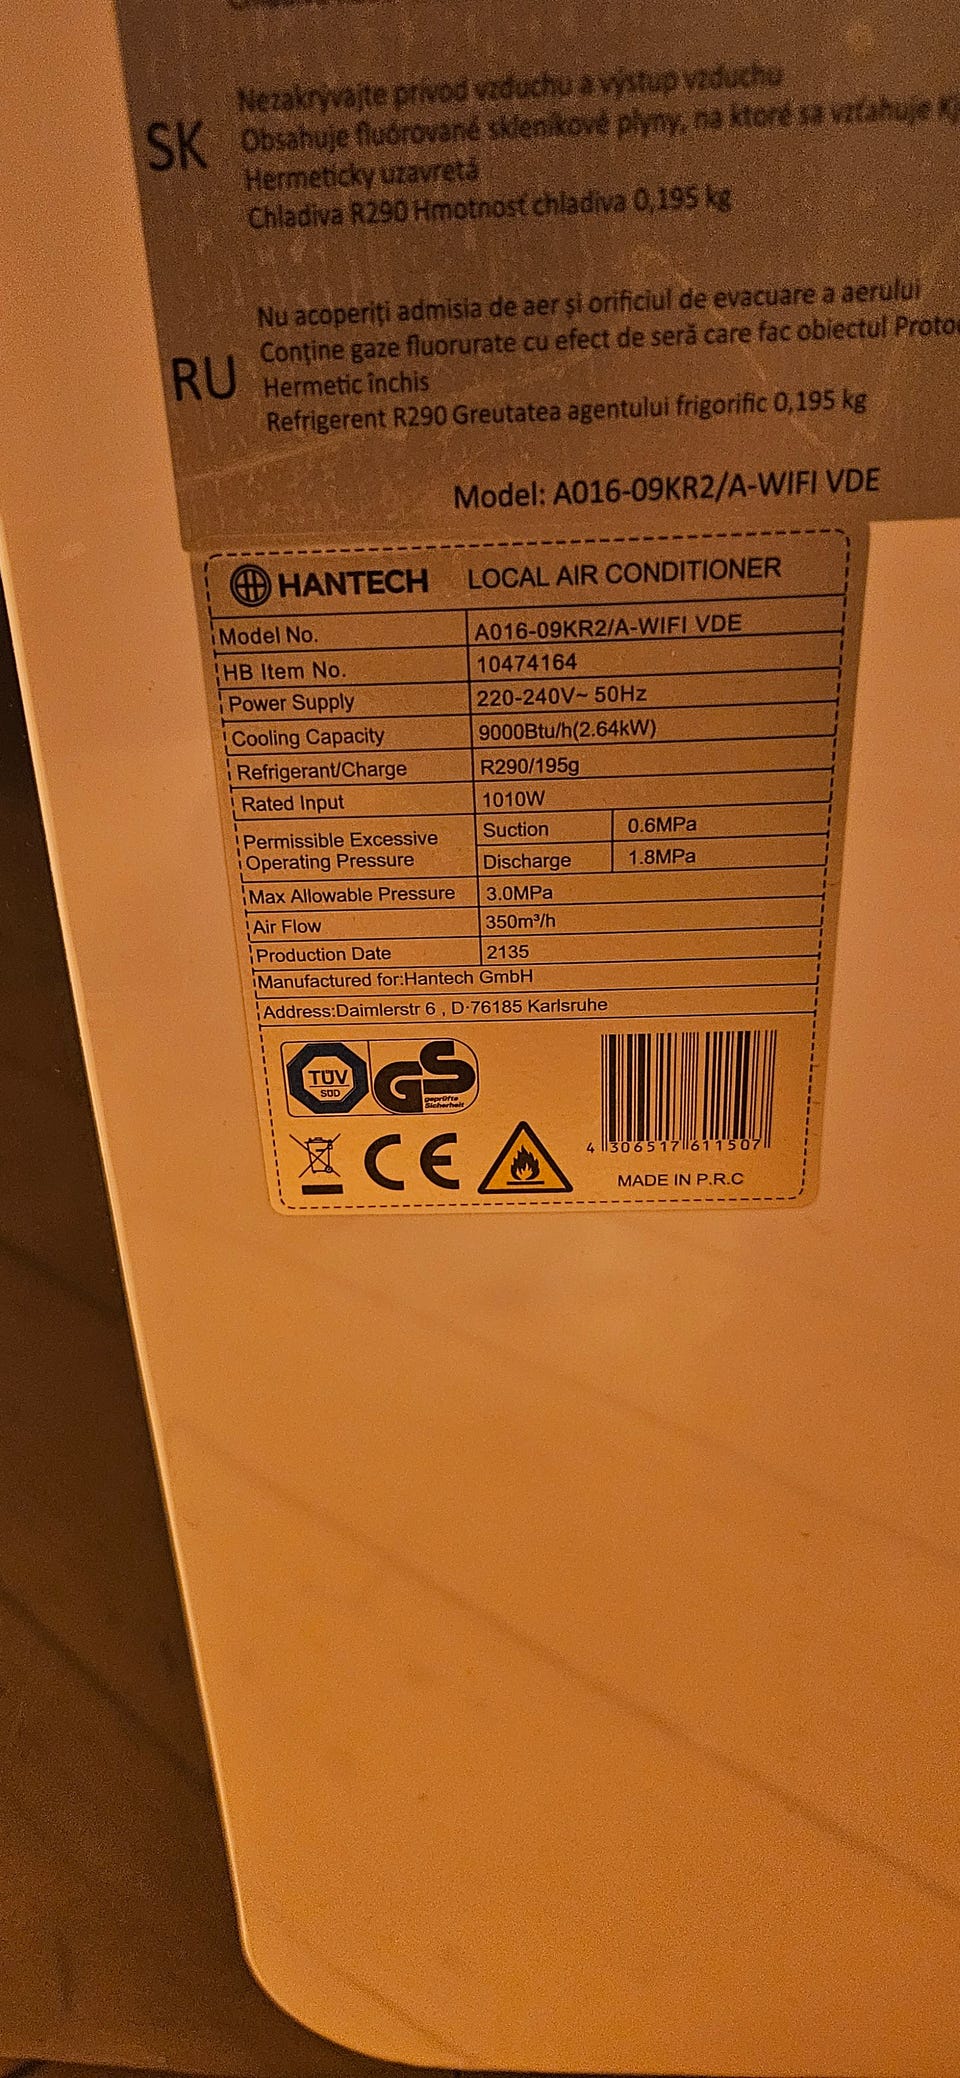 Nezakrývajte prívod vzduchu a výstup vzduchu
SK
Obsahuje fluórované skleníkové plyny, na ktoré sa vzťahuje
Hermeticky uzavretá
Chladiva R290 Hmotnosť chladiva 0,195 kg
Nu acoperiți admisia de aer și orificiul de evacuare a aerului
RU
Conține gaze fluorurate cu efect de seră care fac obiectul
Hermetic închis
Refrigerent R290 Greutatea agentului frigorific 0,195 kg
Model: A016-09KR2/A-WIFI VDE
HANTECH LOCAL AIR CONDITIONER
Model No. A016-09KR2/A-WIFI VDE
HB Item No. 10474164
Power Supply 220-240V~ 50Hz
Cooling Capacity 9000Btu/h(2.64kW)
Refrigerant/Charge R290/195g
Rated Input 1010W
Permissible Excessive Operating Pressure
Suction 0.6MPa
Discharge 1.8MPa
Max Allowable Pressure 3.0MPa
Air Flow 350m³/h
Production Date 2135
Manufactured for:Hantech GmbH
Address:Daimlerstr 6 , D-76185 Karlsruhe
TÜV
SÜD
GS
geprüfte
Sicherheit
CE
4 306517 611507
MADE IN P.R.C